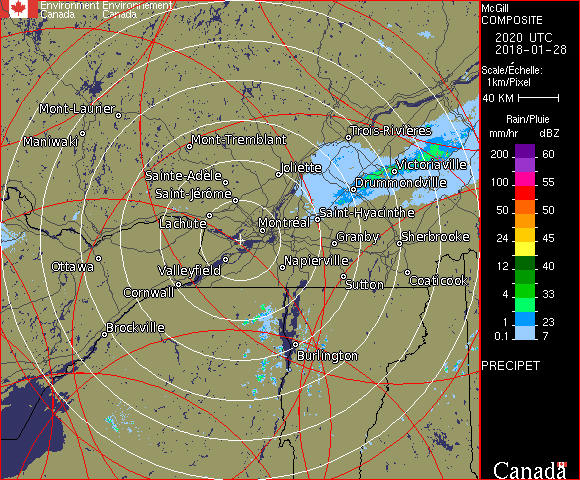 Environment Environnement
Canada Canada
McGill
COMPOSITE
2020 UTC
2018-01-28
Scale/Échelle:
1km/Pixel
40 KM
Rain/Pluie
mm/hr dBZ
200 60
150 57
100 55
50 50
24 45
12 40
4 33
1 23
0.1 7
PRECIPET
Canada
Mont-Laurier
Maniwaki
Mont-Tremblant
Trois-Rivières
Sainte-Adèle
Joliette
Victoriaville
Drummondville
Saint-Jérôme
Lachute
Saint-Hyacinthe
Montréal
Granby
Sherbrooke
Ottawa
Valleyfield
Napierville
Cornwall
Sutton
Coaticook
Brockville
Burlington